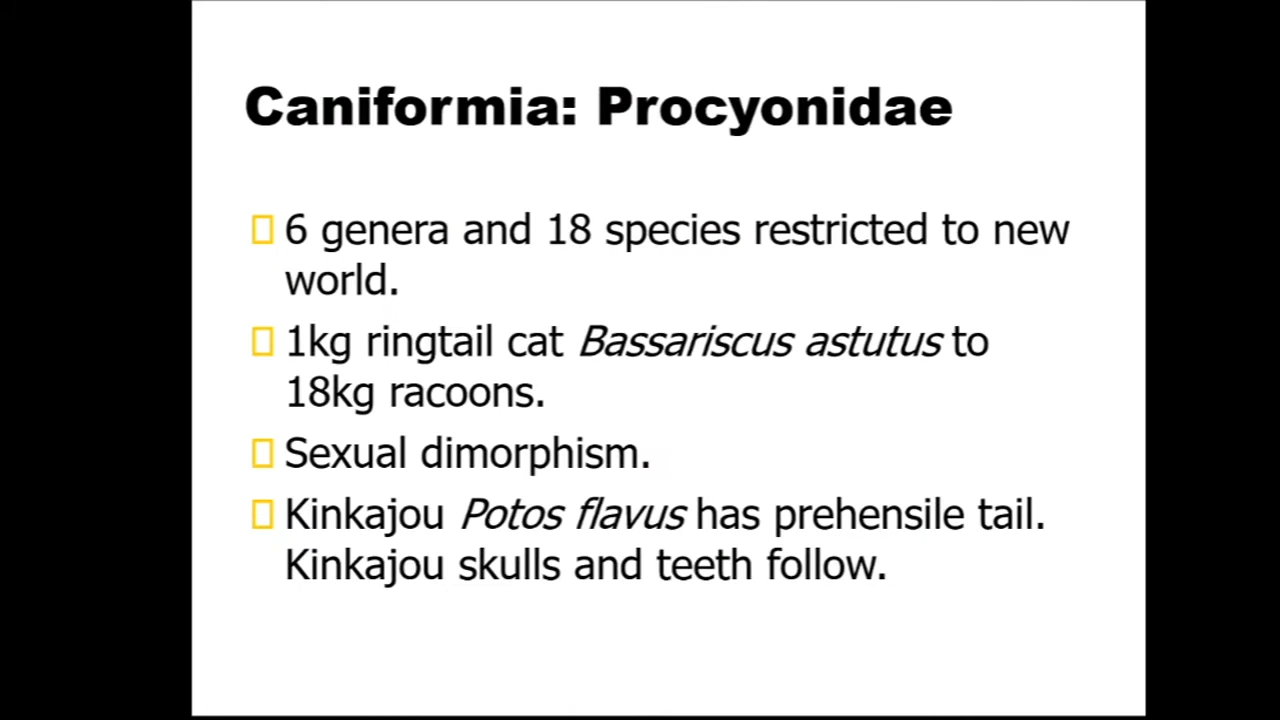 Caniformia: Procyonidae
6 genera and 18 species restricted to new
world.
1kg ringtail cat Bassariscus astutus to
18kg racoons.
Sexual dimorphism.
Kinkajou Potos flavus has prehensile tail.
Kinkajou skulls and teeth follow.